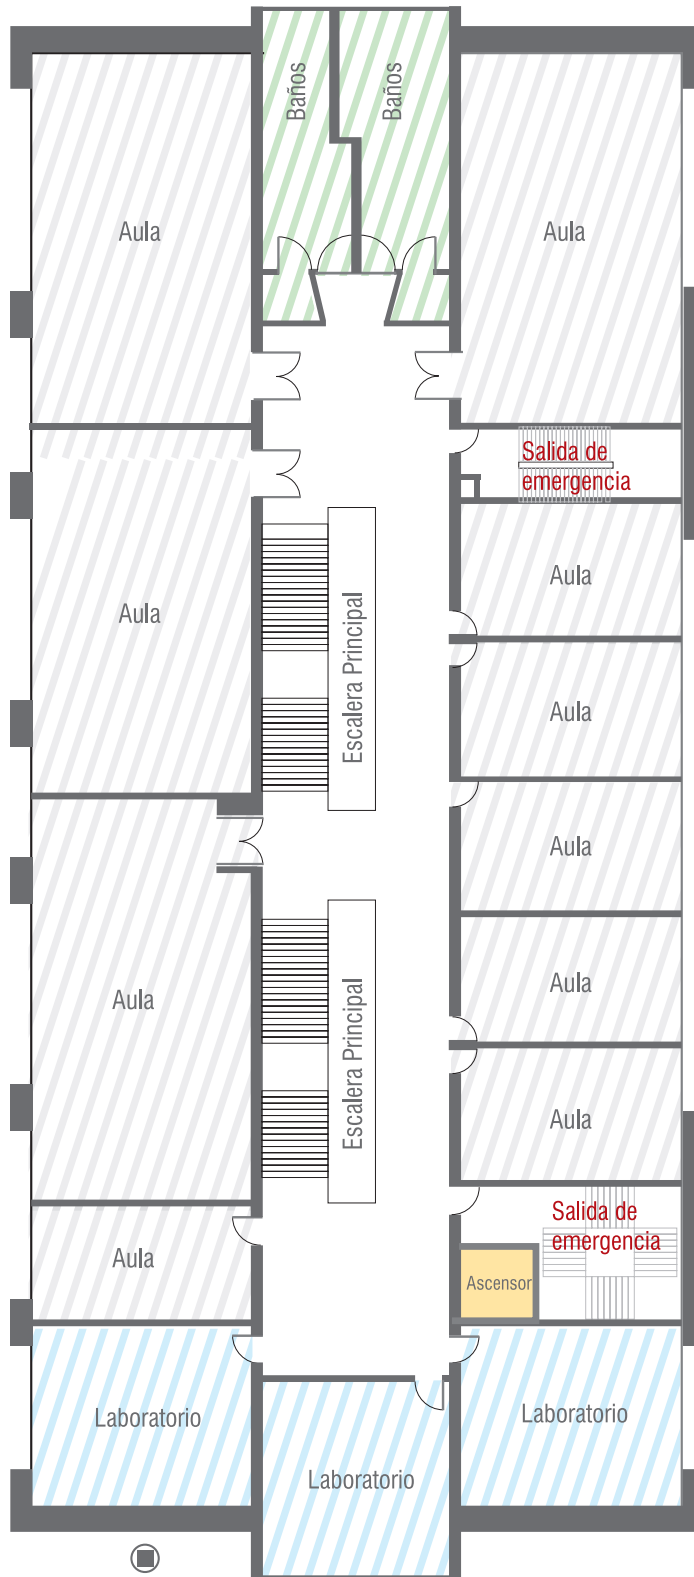 Baños
Baños
Aula
Aula
Salida de
emergencia
Aula
Aula
Escalera Principal
Aula
Aula
Aula
Aula
Escalera Principal
Aula
Salida de
emergencia
Aula
Ascensor
Laboratorio
Laboratorio
Laboratorio